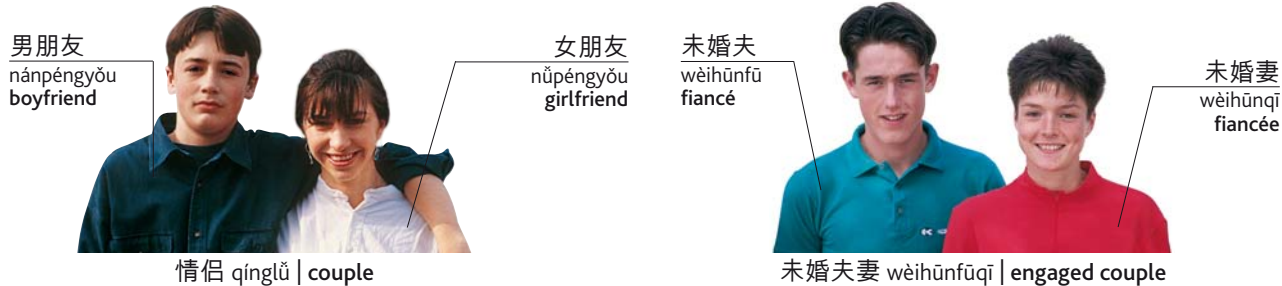 男朋友
nánpéngyǒu
boyfriend
女朋友
nǚpéngyǒu
girlfriend
情侣 qínglǚ | couple
未婚夫
wèihūnfū
fiancé
未婚妻
wèihūnqī
fiancée
未婚夫妻 wèihūnfūqī | engaged couple